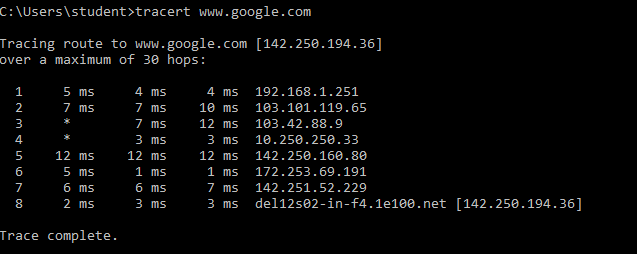 C:\Users\student>tracert www.google.com
Tracing route to www.google.com [142.250.194.36]
over a maximum of 30 hops:
1 5 ms 4 ms 4 ms 192.168.1.251
2 7 ms 7 ms 10 ms 103.101.119.65
3 * 7 ms 12 ms 103.42.88.9
4 * 3 ms 3 ms 10.250.250.33
5 12 ms 12 ms 12 ms 142.250.160.80
6 5 ms 1 ms 1 ms 172.253.69.191
7 6 ms 6 ms 7 ms 142.251.52.229
8 2 ms 3 ms 3 ms del12s02-in-f4.1e100.net [142.250.194.36]
Trace complete.